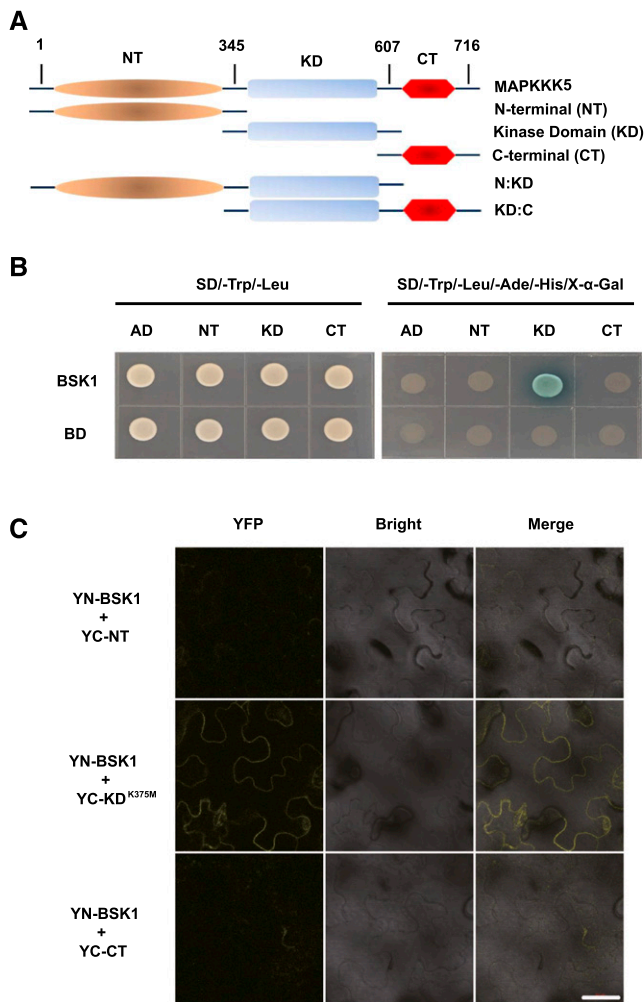 A
1 345 607 716
NT KD CT
MAPKKK5
N-terminal (NT)
Kinase Domain (KD)
C-terminal (CT)
N:KD
KD:C
B
SD/-Trp/-Leu SD/-Trp/-Leu/-Ade/-His/X-α-Gal
AD NT KD CT AD NT KD CT
BSK1
BD
C
YFP Bright Merge
YN-BSK1
+
YC-NT
YN-BSK1
+
YC-KD^K375M
YN-BSK1
+
YC-CT